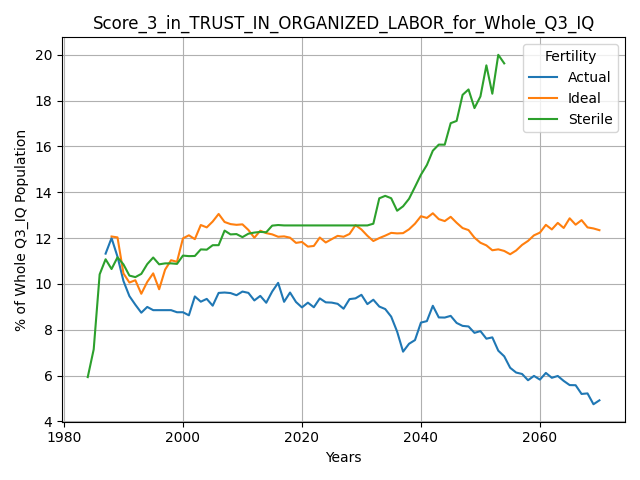 Score_3_in_TRUST_IN_ORGANIZED_LABOR_for_Whole_Q3_IQ
% of Whole Q3_IQ Population
20
18
16
14
12
10
8
6
4
Fertility
Actual
Ideal
Sterile
1980
2000
2020
2040
2060
Years